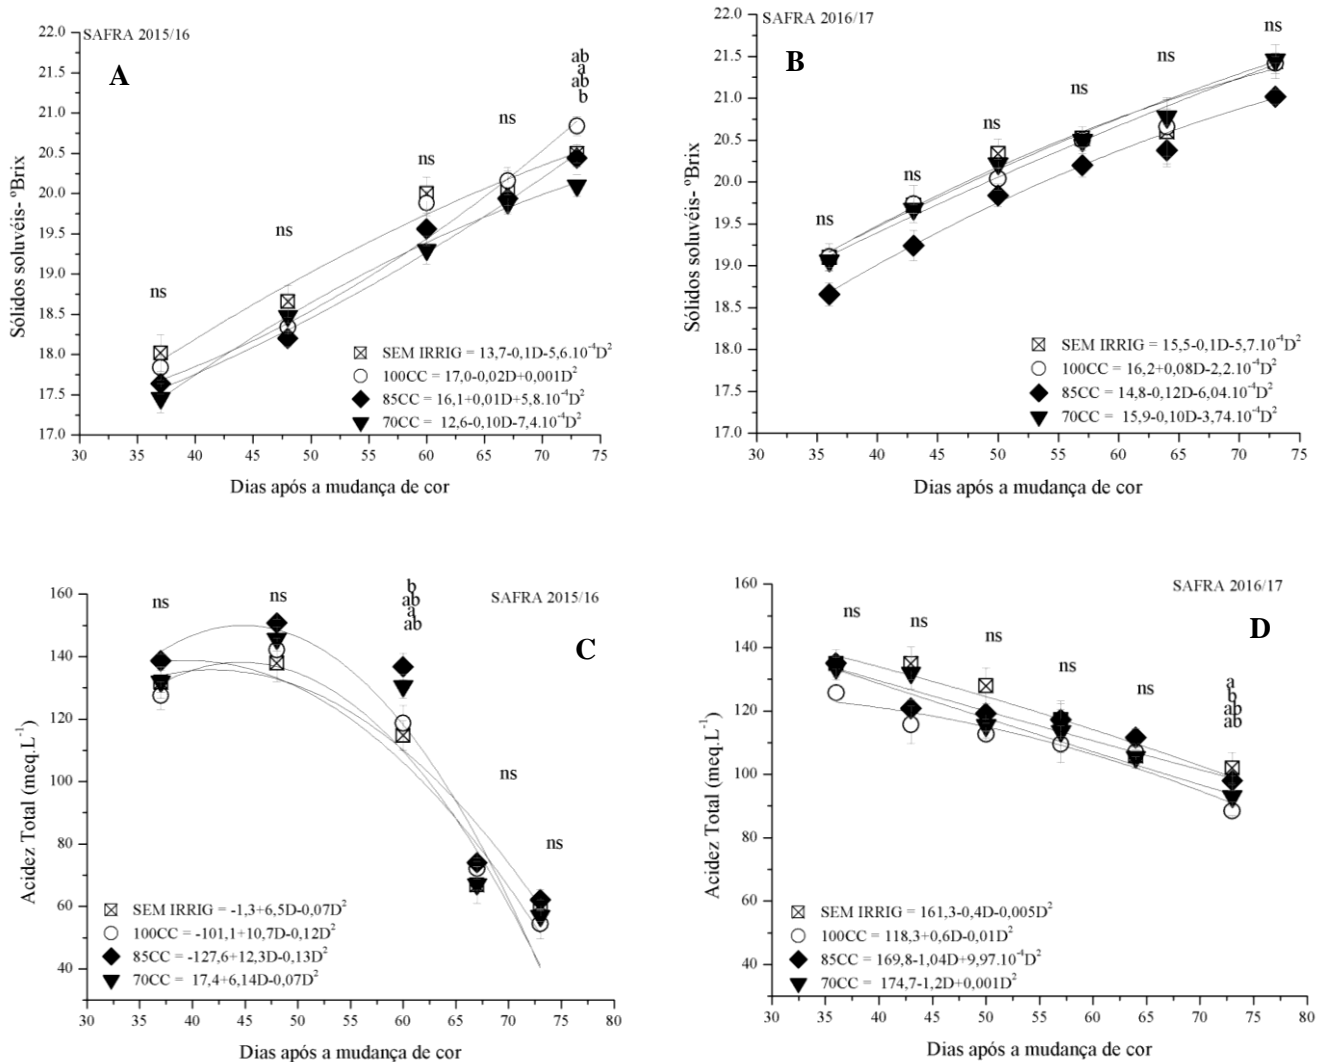 SAFRA 2015/16
A
22.0
21.5
21.0
20.5
20.0
19.5
19.0
18.5
18.0
17.5
17.0
Sólidos soluvéis- ºBrix
ns
ns
ns
ns
ab
a
ab
b
SEM IRRIG = 13,7-0,1D-5,6.10⁻⁴D²
100CC = 17,0-0,02D+0,001D²
85CC = 16,1+0,01D+5,8.10⁻⁴D²
70CC = 12,6-0,10D-7,4.10⁻⁴D²
30 35 40 45 50 55 60 65 70 75
Dias após a mudança de cor
SAFRA 2016/17
B
22.0
21.5
21.0
20.5
20.0
19.5
19.0
18.5
18.0
17.5
17.0
Sólidos soluvéis- ºBrix
ns
ns
ns
ns
ns
ns
SEM IRRIG = 15,5-0,1D-5,7.10⁻⁴D²
100CC = 16,2+0,08D-2,2.10⁻⁴D²
85CC = 14,8-0,12D-6,04.10⁻⁴D²
70CC = 15,9-0,10D-3,74.10⁻⁴D²
30 35 40 45 50 55 60 65 70 75
Dias após a mudança de cor
SAFRA 2015/16
C
160
140
120
100
80
60
40
Acidez Total (meq.L⁻¹)
ns
ns
b
ab
a
ab
ns
ns
SEM IRRIG = -1,3+6,5D-0,07D²
100CC = -101,1+10,7D-0,12D²
85CC = -127,6+12,3D-0,13D²
70CC = 17,4+6,14D-0,07D²
30 35 40 45 50 55 60 65 70 75 80
Dias após a mudança de cor
SAFRA 2016/17
D
160
140
120
100
80
60
40
Acidez Total (meq.L⁻¹)
ns
ns
ns
ns
ns
a
b
ab
ab
SEM IRRIG = 161,3-0,4D-0,005D²
100CC = 118,3+0,6D-0,01D²
85CC = 169,8-1,04D+9,97.10⁻⁴D²
70CC = 174,7-1,2D+0,001D²
30 35 40 45 50 55 60 65 70 75 80
Dias após a mudança de cor